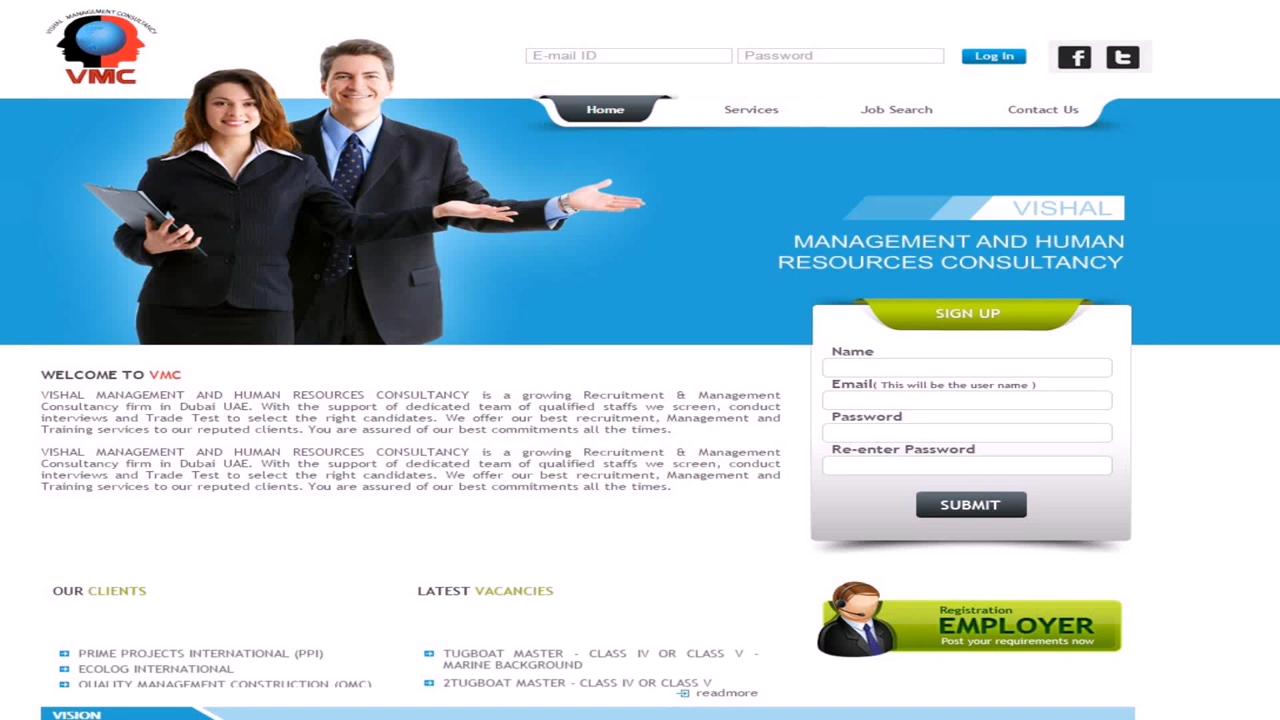 VISHAL MANAGEMENT CONSULTANCY
VMC
E-mail ID
Password
Log In
Home
Services
Job Search
Contact Us
VISHAL
MANAGEMENT AND HUMAN
RESOURCES CONSULTANCY
SIGN UP
Name
Email( This will be the user name )
Password
Re-enter Password
SUBMIT
WELCOME TO VMC
VISHAL MANAGEMENT AND HUMAN RESOURCES CONSULTANCY is a growing Recruitment & Management
Consultancy firm in Dubai UAE. With the support of dedicated team of qualified staffs we screen, conduct
interviews and Trade Test to select the right candidates. We offer our best recruitment, Management and
Training services to our reputed clients. You are assured of our best commitments all the times.
VISHAL MANAGEMENT AND HUMAN RESOURCES CONSULTANCY is a growing Recruitment & Management
Consultancy firm in Dubai UAE. With the support of dedicated team of qualified staffs we screen, conduct
interviews and Trade Test to select the right candidates. We offer our best recruitment, Management and
Training services to our reputed clients. You are assured of our best commitments all the times.
OUR CLIENTS
PRIME PROJECTS INTERNATIONAL (PPI)
ECOLOG INTERNATIONAL
QUALITY MANAGEMENT CONSTRUCTION (QMC)
LATEST VACANCIES
TUGBOAT MASTER - CLASS IV OR CLASS V -
MARINE BACKGROUND
2TUGBOAT MASTER - CLASS IV OR CLASS V
readmore
Registration
EMPLOYER
Post your requirements now
VISION